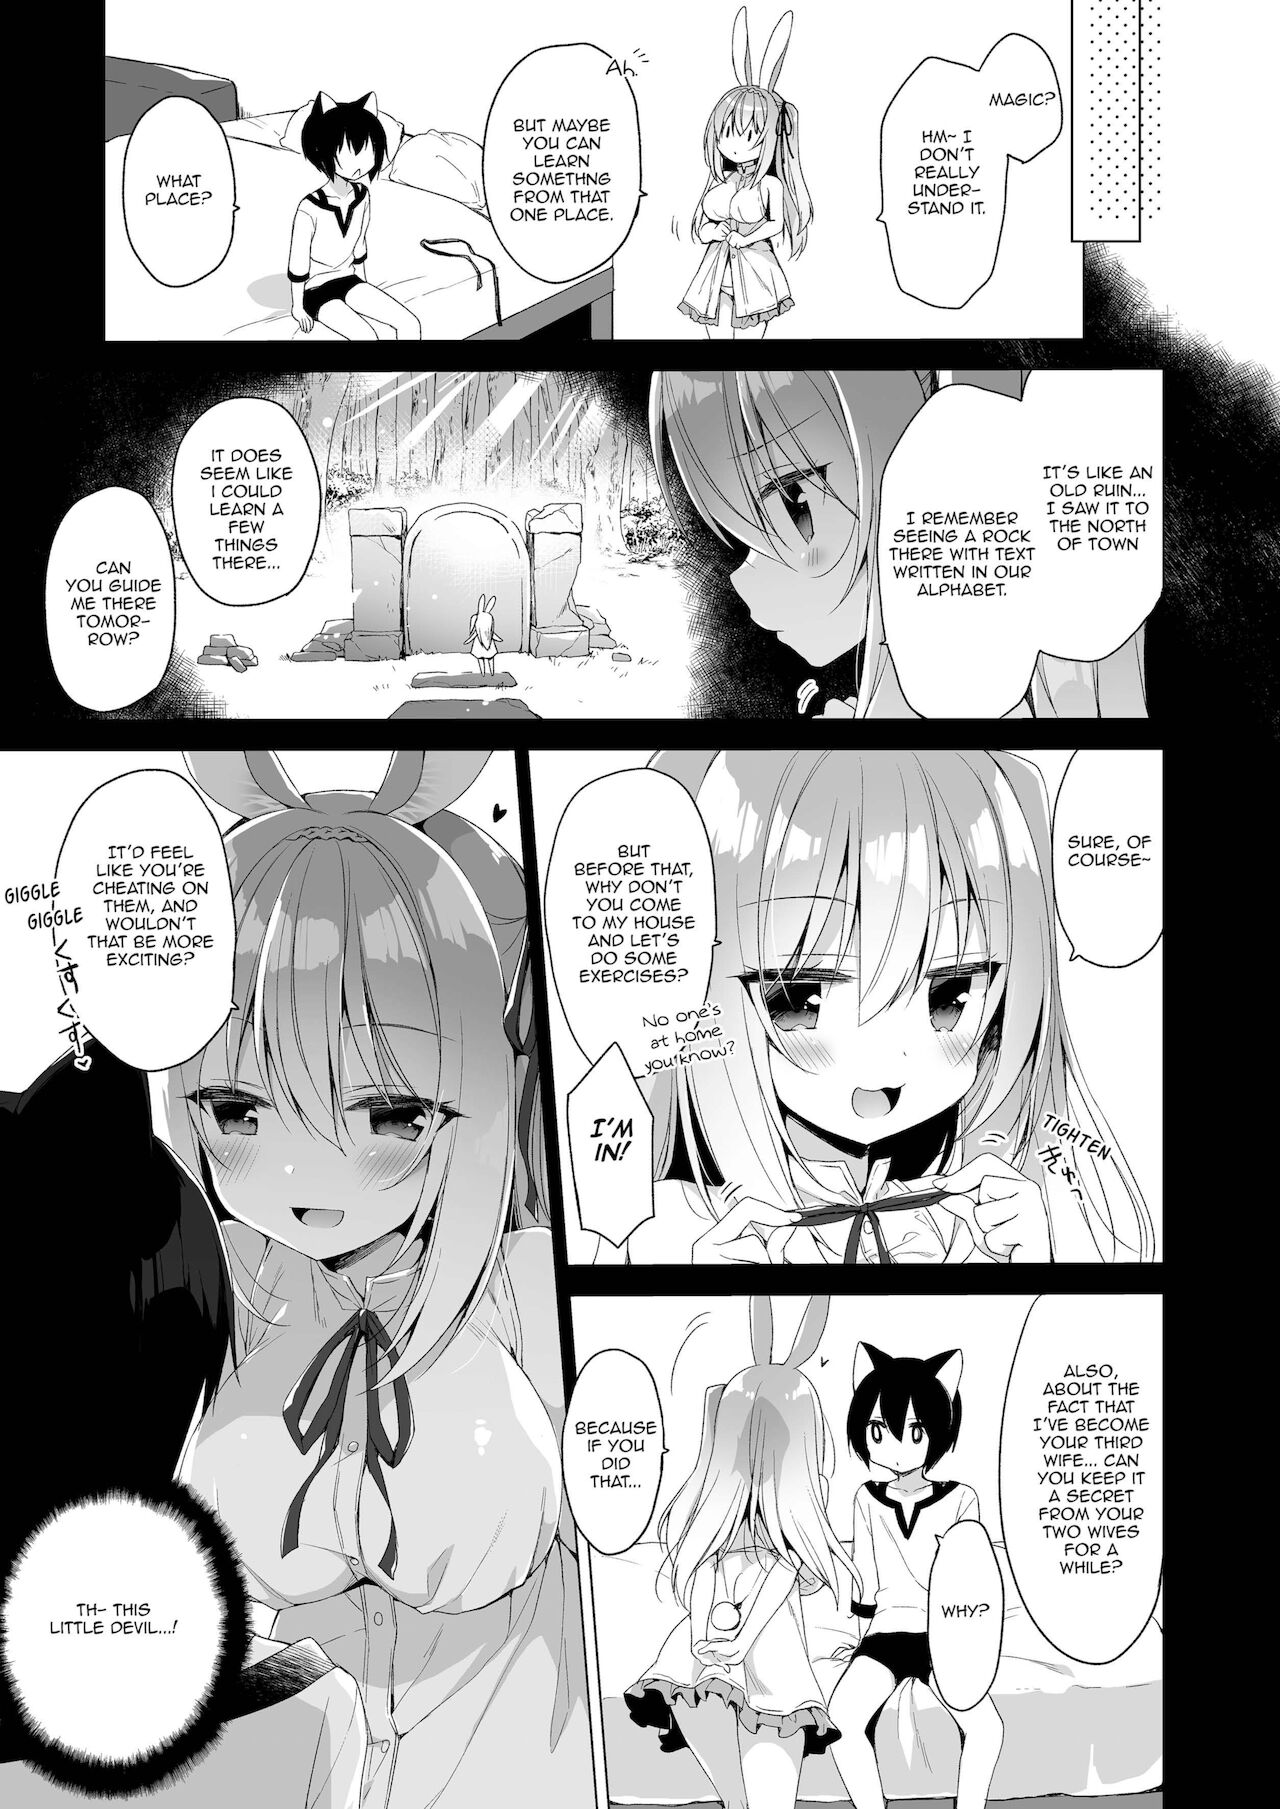 MAGIC?
HM~ I
DON'T
REALLY
UNDER-
STAND IT.
Ah.
BUT MAYBE
YOU CAN
LEARN
SOMETHNG
FROM THAT
ONE PLACE.
WHAT
PLACE?
IT'S LIKE AN
OLD RUIN...
I SAW IT TO
THE NORTH
OF TOWN
I REMEMBER
SEEING A ROCK
THERE WITH TEXT
WRITTEN IN OUR
ALPHABET.
IT DOES
SEEM LIKE
I COULD
LEARN A
FEW
THINGS
THERE...
CAN
YOU GUIDE
ME THERE
TOMOR-
ROW?
SURE, OF
COURSE~
BUT
BEFORE THAT,
WHY DON'T
YOU COME
TO MY HOUSE
AND LET'S
DO SOME
EXERCISES?
No one's
at home
you know?
I'M
IN!
TIGHTEN
ALSO,
ABOUT THE
FACT THAT
I'VE BECOME
YOUR THIRD
WIFE... CAN
YOU KEEP IT
A SECRET
FROM YOUR
TWO WIVES
FOR A
WHILE?
WHY?
BECAUSE
IF YOU
DID
THAT...
IT'D FEEL
LIKE YOU'RE
CHEATING ON
THEM, AND
WOULDN'T
THAT BE MORE
EXCITING?
GIGGLE
GIGGLE
くすくす
TH- THIS
LITTLE DEVIL...!